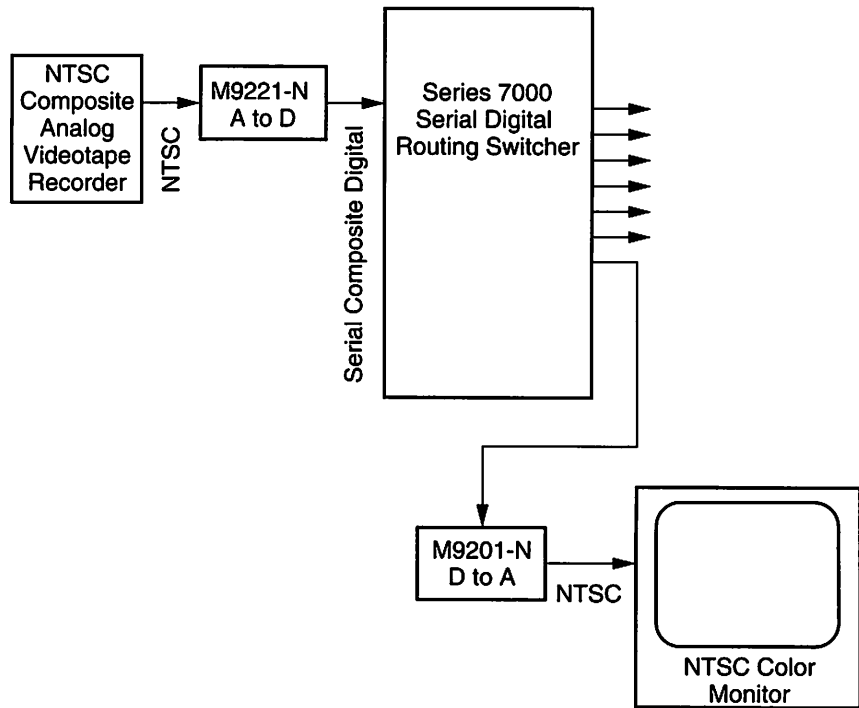 NTSC
Composite
Analog
Videotape
Recorder
NTSC
M9221-N
A to D
Serial Composite Digital
Series 7000
Serial Digital
Routing Switcher
M9201-N
D to A
NTSC
NTSC Color
Monitor